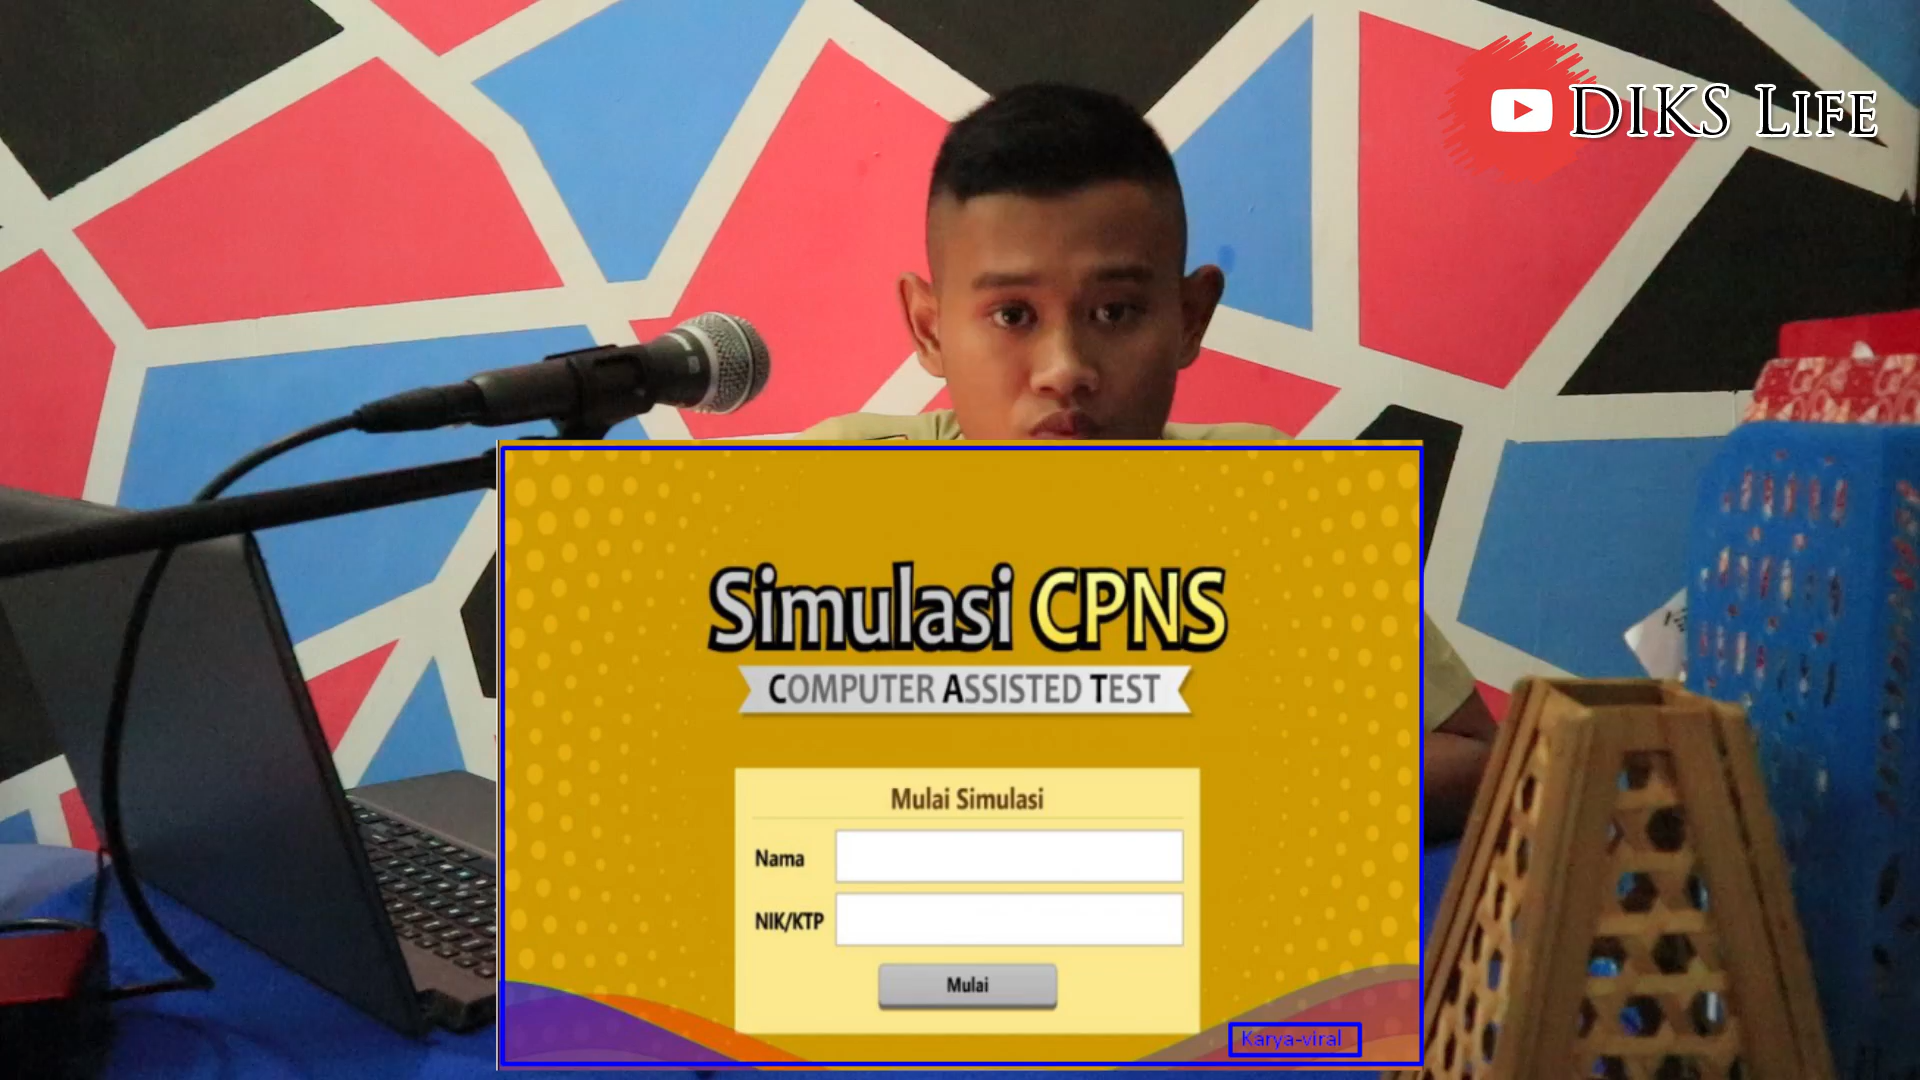 DIKS LIFE
Simulasi CPNS
COMPUTER ASSISTED TEST
Mulai Simulasi
Nama
NIK/KTP
Mulai
Karya-viral